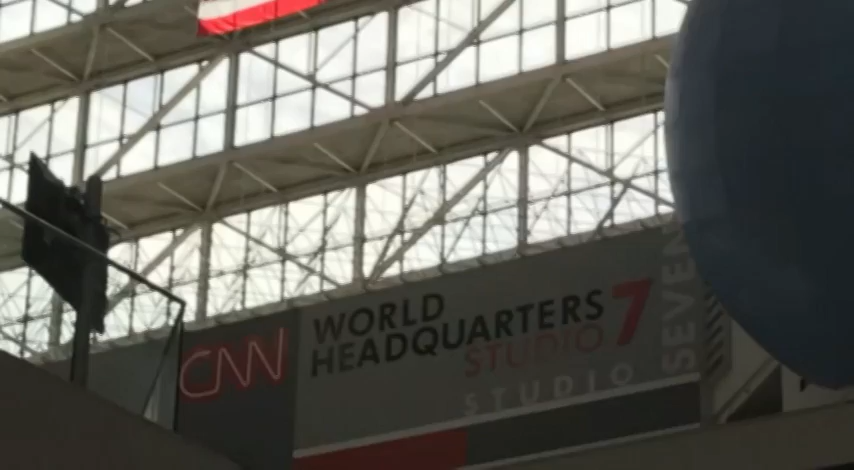 CNN
WORLD
HEADQUARTERS
STUDIO 7
STUDIO
SEVEN